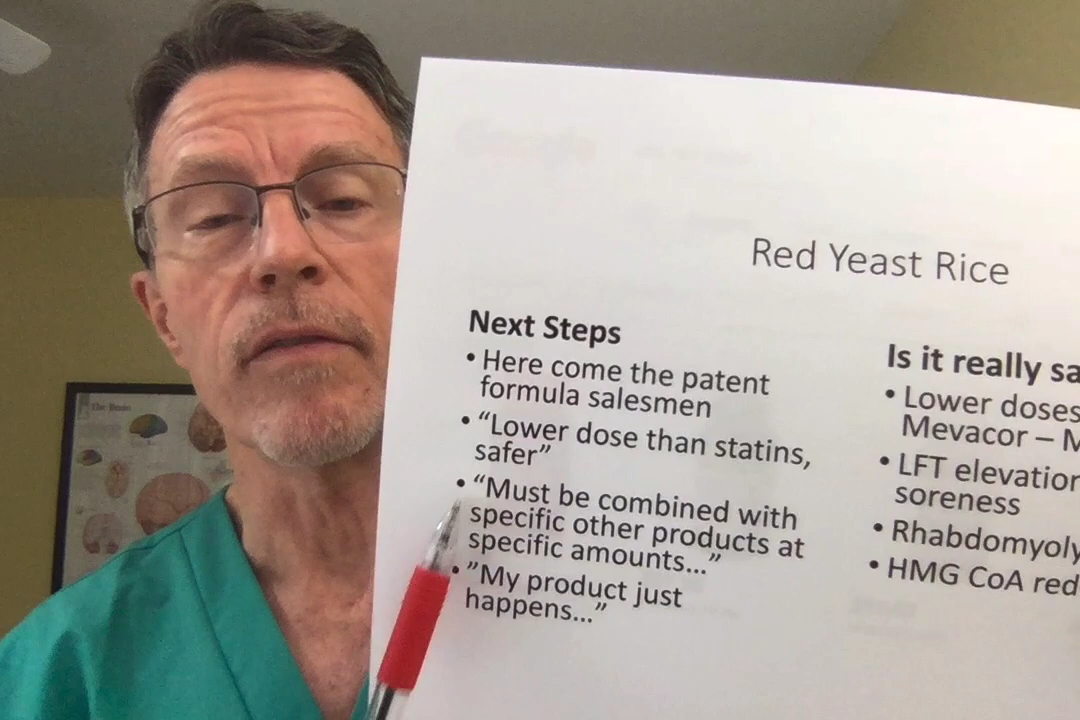 Red Yeast Rice
Next Steps
• Here come the patent
formula salesmen
• “Lower dose than statins,
safer”
• “Must be combined with
specific other products at
specific amounts...”
• ”My product just
happens...”
Is it really sa
• Lower doses
Mevacor – M
• LFT elevation
soreness
• Rhabdomyoly
• HMG CoA red
The Brain